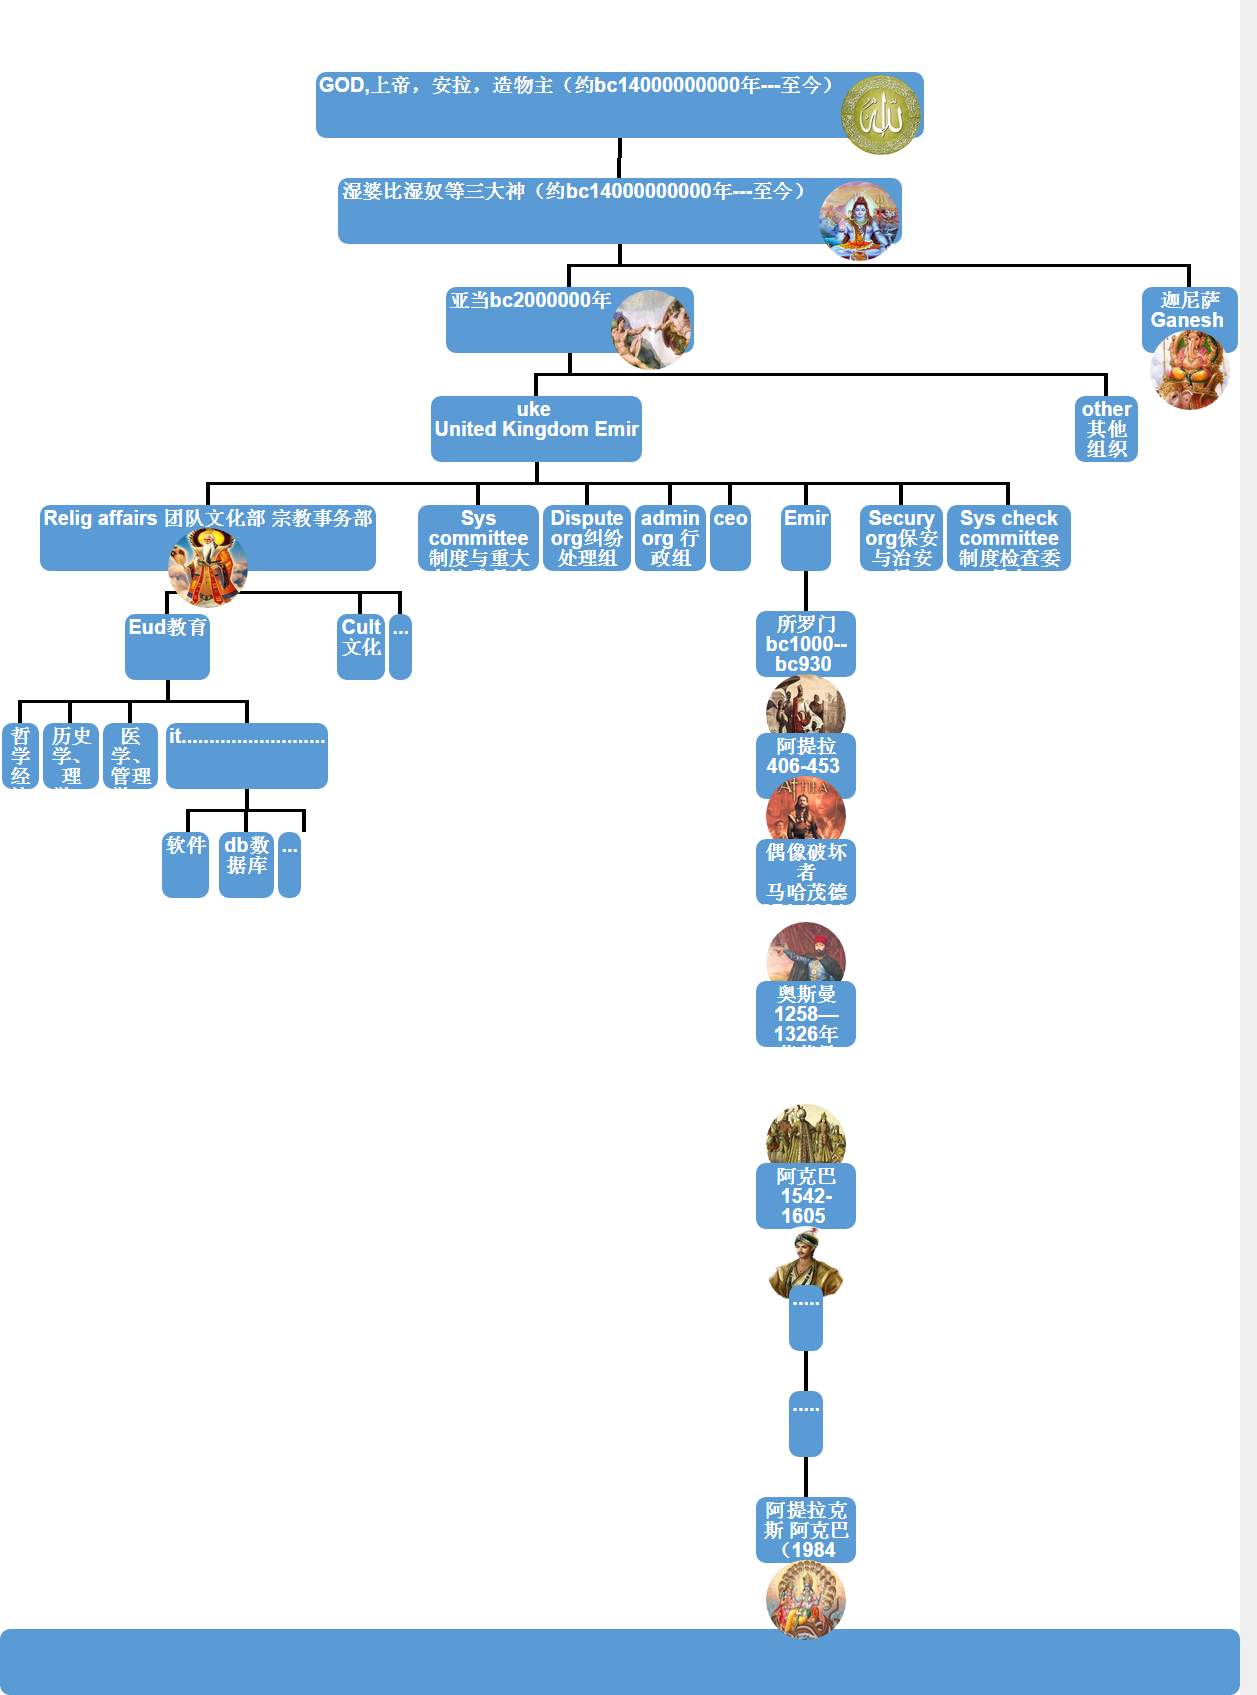 GOD,上帝，安拉，造物主（约bc14000000000年---至今）
湿婆比湿奴等三大神（约bc14000000000年---至今）
亚当bc2000000年
迦尼萨
Ganesh
uke
United Kingdom Emir
other
其他
组织
Relig affairs 团队文化部 宗教事务部
Sys
committee
制度与重大
Dispute
org纠纷
处理组
admin
org 行
政组
ceo
Emir
Secury
org保安
与治安
Sys check
committee
制度检查委
Eud教育
Cult
文化
...
所罗门
bc1000--
bc930
哲
学
经
历史
学、
理
医
学、
管理
it..........................
阿提拉
406-453
ATTILA
软件
db数
据库
...
偶像破坏
者
马哈茂德
奥斯曼
1258—
1326年
阿克巴
1542-
1605
.....
.....
阿提拉克
斯 阿克巴
（1984